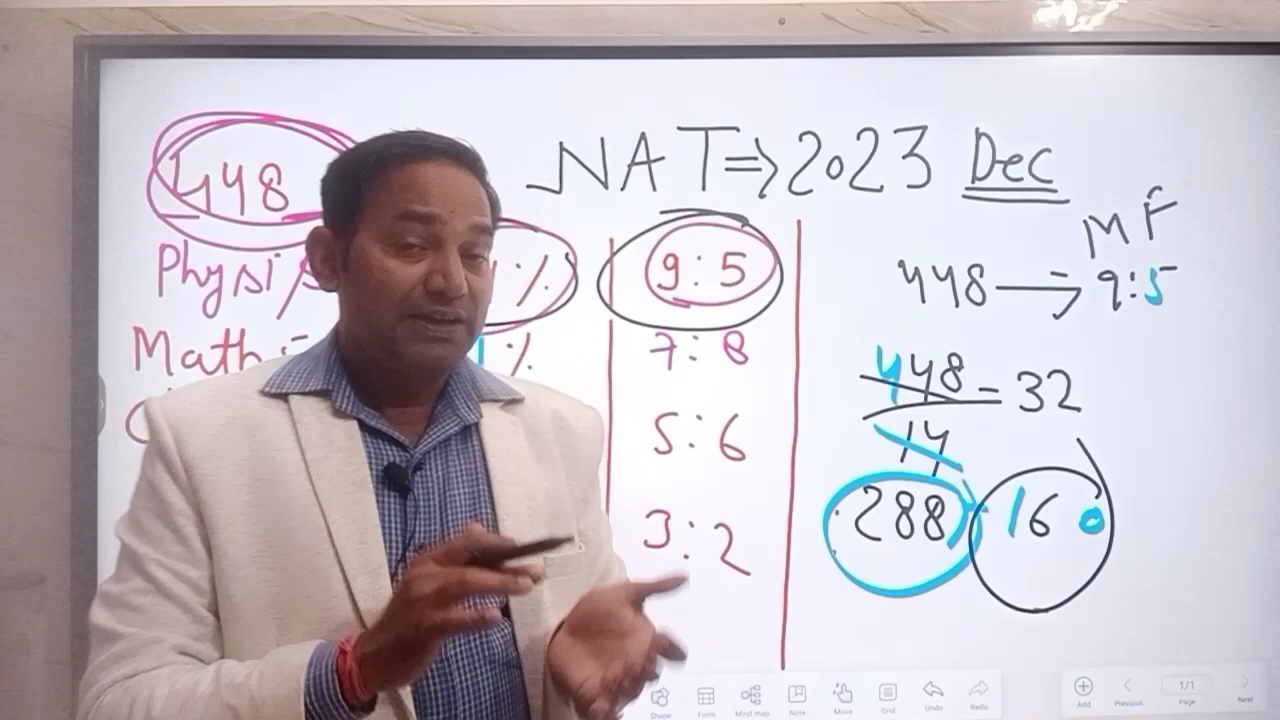 NAT⇒2023 Dec
448
Physi
%
9:5
Math
%
7:8
5:6
3:2
M F
448 → 9:5
448 = 32
14
288 : 160
Shape
Form
Mind map
Note
Move
Grid
Undo
Redo
Add
Previous
1/1
Page
Next